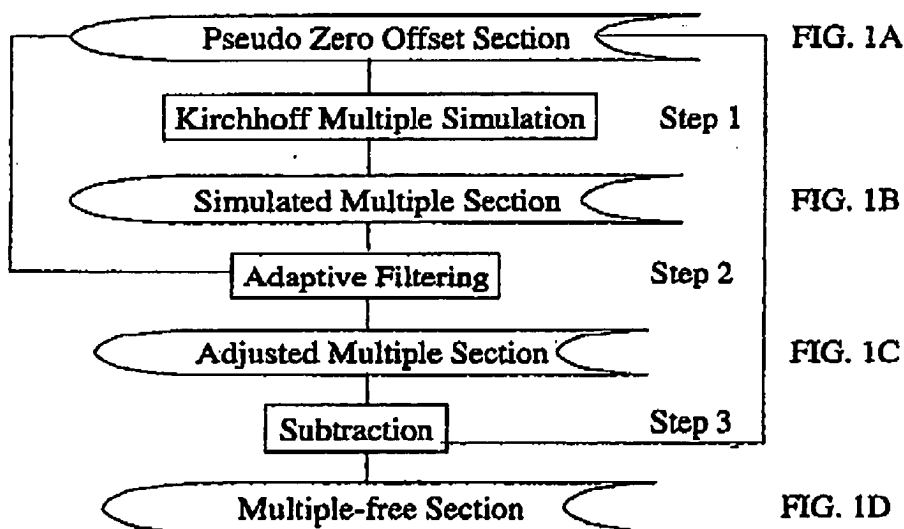 Pseudo Zero Offset Section FIG. 1A
Kirchhoff Multiple Simulation Step 1
Simulated Multiple Section FIG. 1B
Adaptive Filtering Step 2
Adjusted Multiple Section FIG. 1C
Subtraction Step 3
Multiple-free Section FIG. 1D